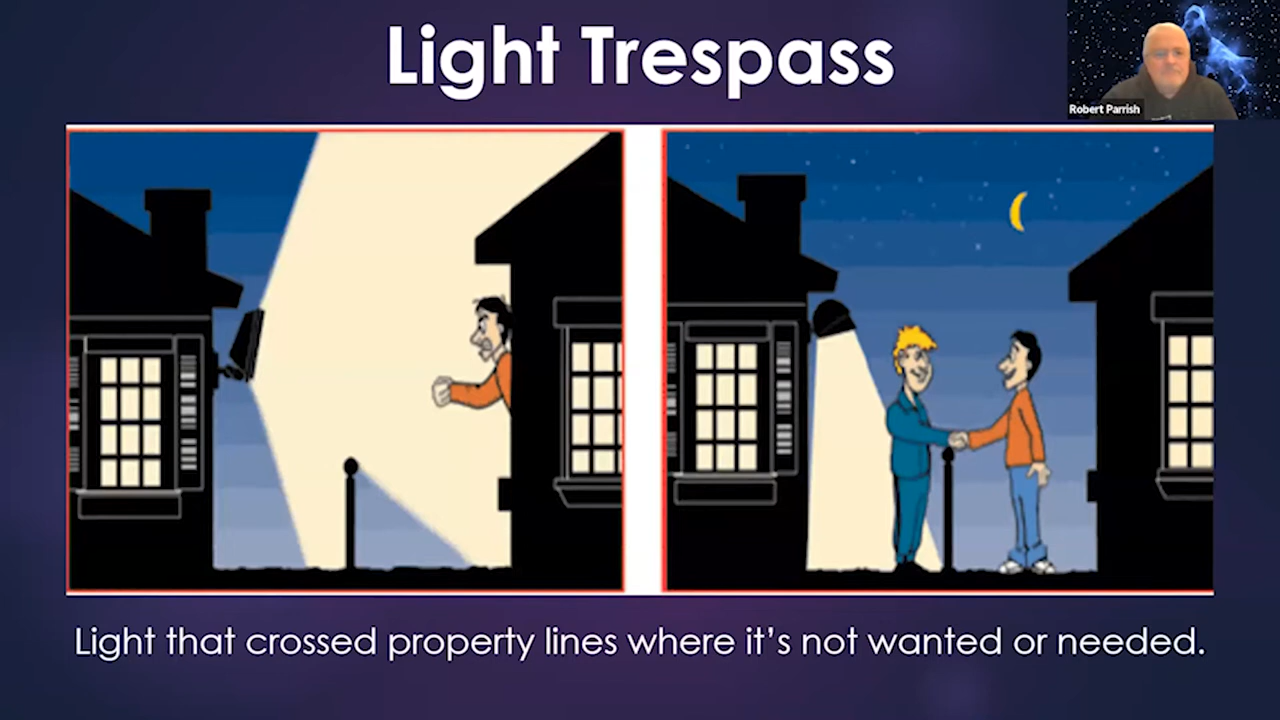 Light Trespass
Robert Parrish
Light that crossed property lines where it's not wanted or needed.